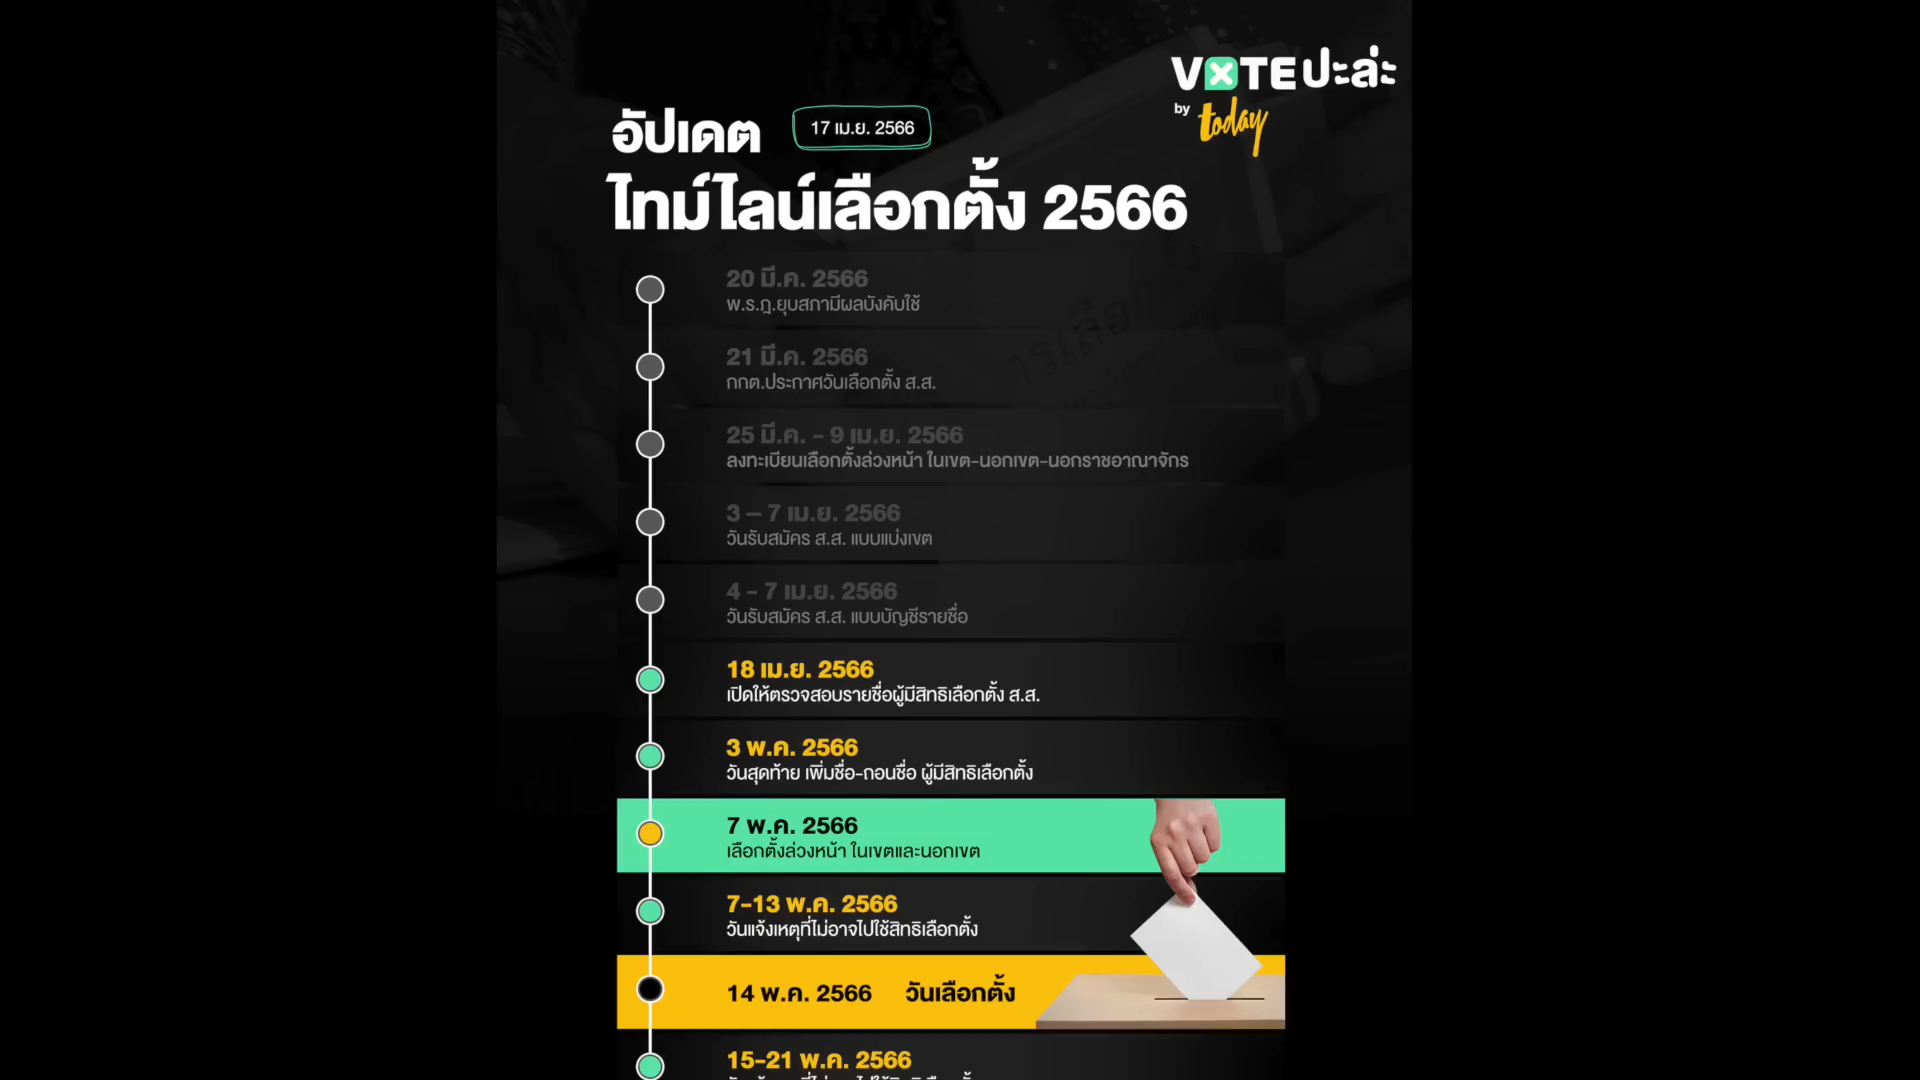 VOTEปะล่ะ
by today
อัปเดต 17 เม.ย. 2566
ไทม์ไลน์เลือกตั้ง 2566
20 มี.ค. 2566
พ.ร.ฎ.ยุบสภามีผลบังคับใช้
21 มี.ค. 2566
กกต.ประกาศวันเลือกตั้ง ส.ส.
25 มี.ค. - 9 เม.ย. 2566
ลงทะเบียนเลือกตั้งล่วงหน้า ในเขต-นอกเขต-นอกราชอาณาจักร
3 – 7 เม.ย. 2566
วันรับสมัคร ส.ส. แบบแบ่งเขต
4 - 7 เม.ย. 2566
วันรับสมัคร ส.ส. แบบบัญชีรายชื่อ
18 เม.ย. 2566
เปิดให้ตรวจสอบรายชื่อผู้มีสิทธิเลือกตั้ง ส.ส.
3 พ.ค. 2566
วันสุดท้าย เพิ่มชื่อ-ถอนชื่อ ผู้มีสิทธิเลือกตั้ง
7 พ.ค. 2566
เลือกตั้งล่วงหน้า ในเขตและนอกเขต
7-13 พ.ค. 2566
วันแจ้งเหตุที่ไม่อาจไปใช้สิทธิเลือกตั้ง
14 พ.ค. 2566 วันเลือกตั้ง
15-21 พ.ค. 2566